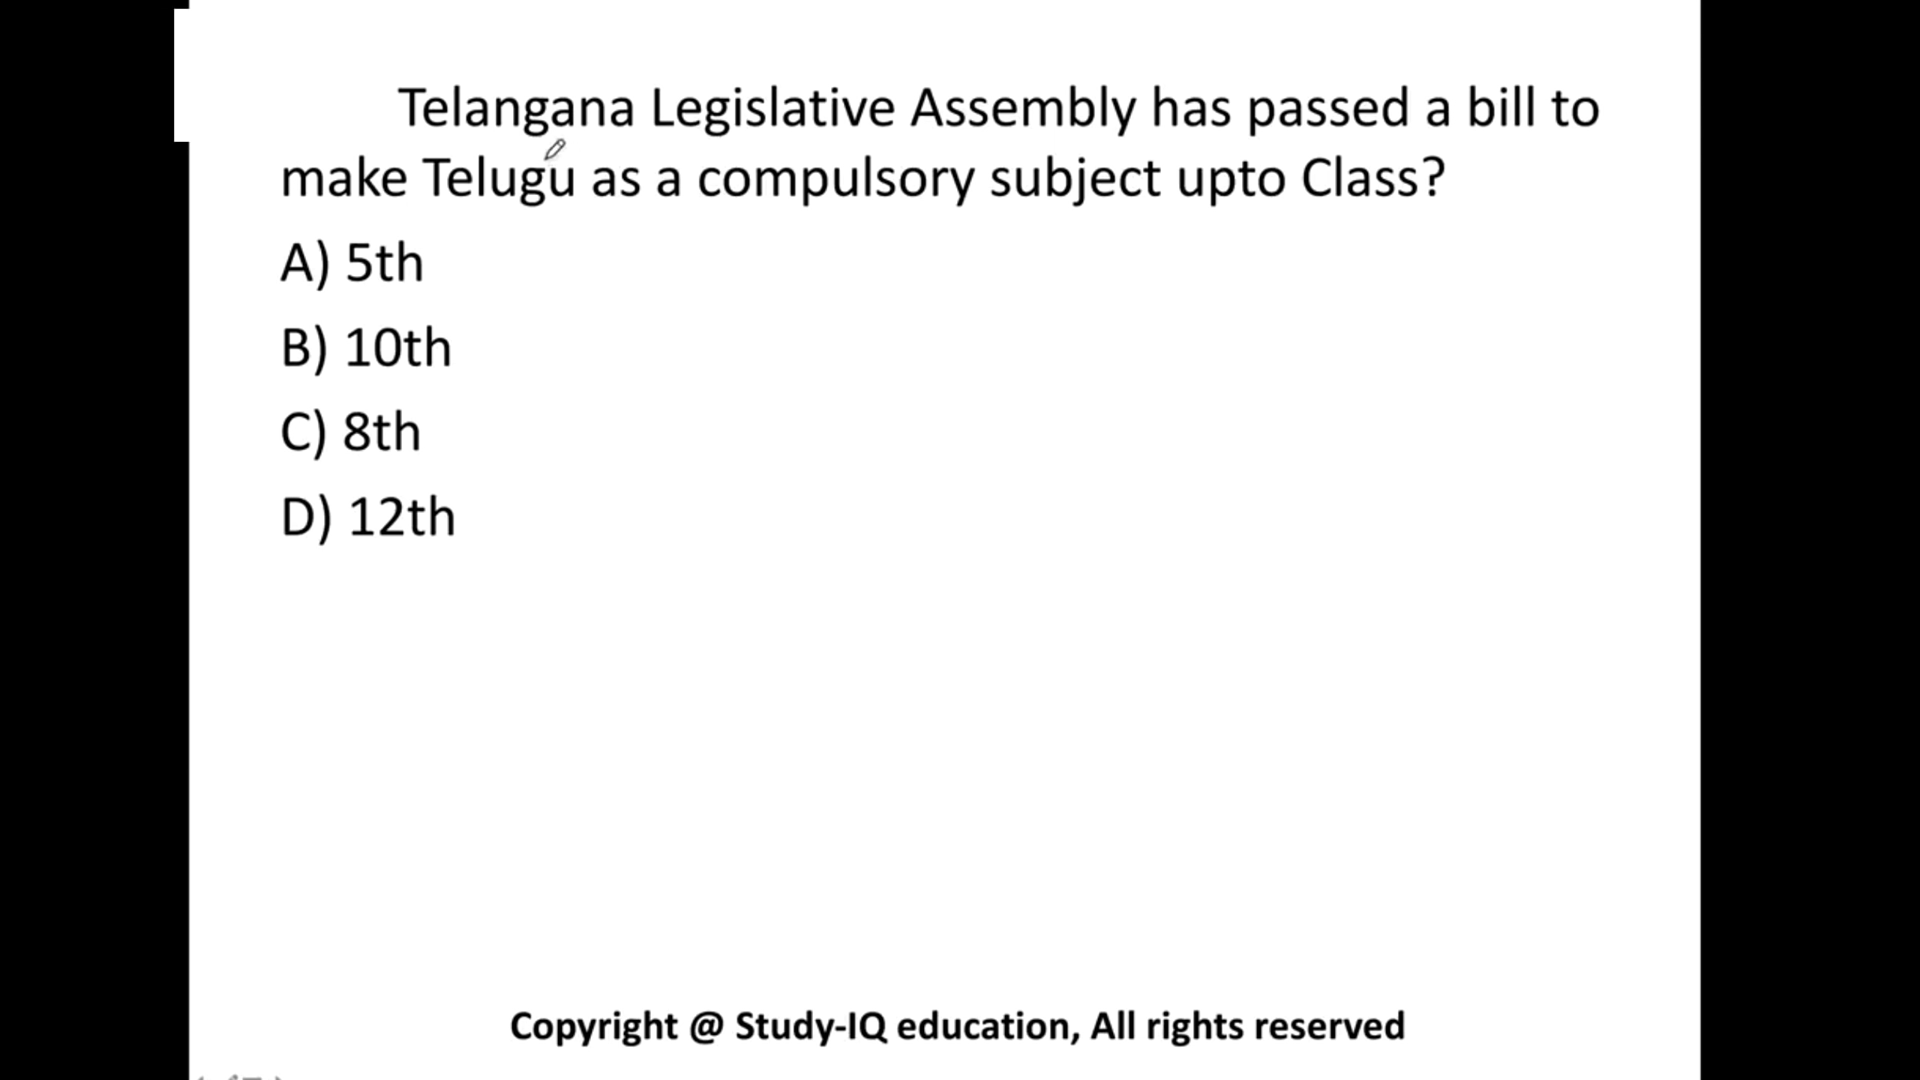 Telangana Legislative Assembly has passed a bill to
make Telugu as a compulsory subject upto Class?
A) 5th
B) 10th
C) 8th
D) 12th
Copyright @ Study-IQ education, All rights reserved